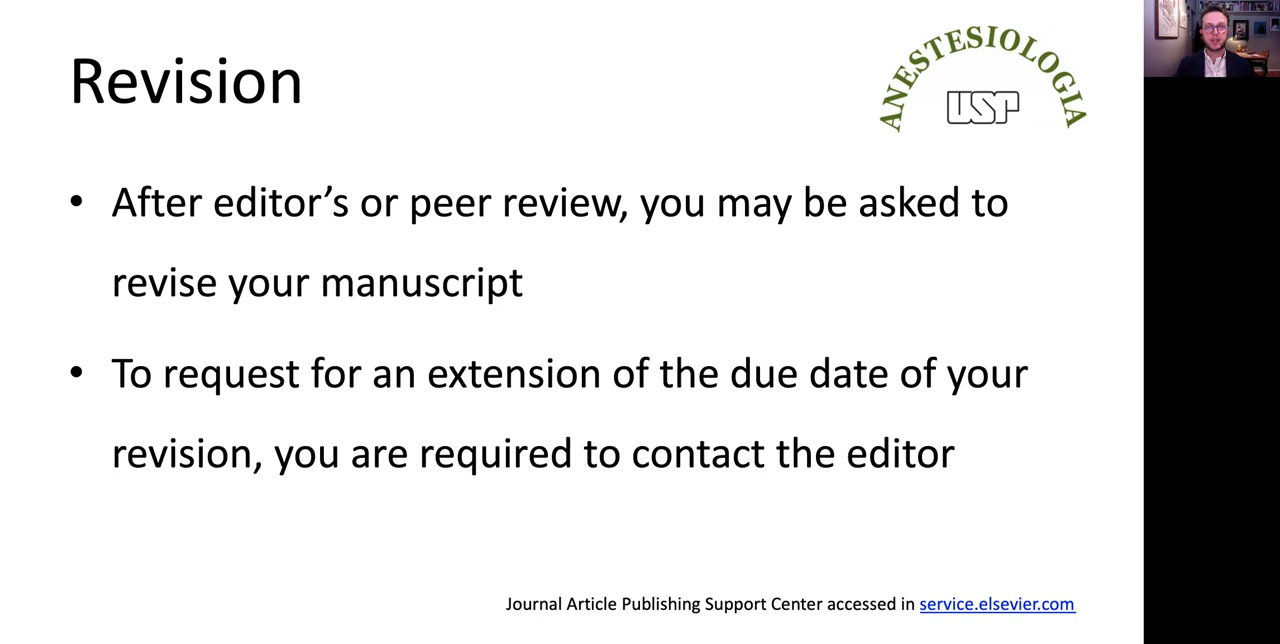 Revision
ANESTESIOLOGIA
USP
• After editor’s or peer review, you may be asked to
revise your manuscript
• To request for an extension of the due date of your
revision, you are required to contact the editor
Journal Article Publishing Support Center accessed in service.elsevier.com